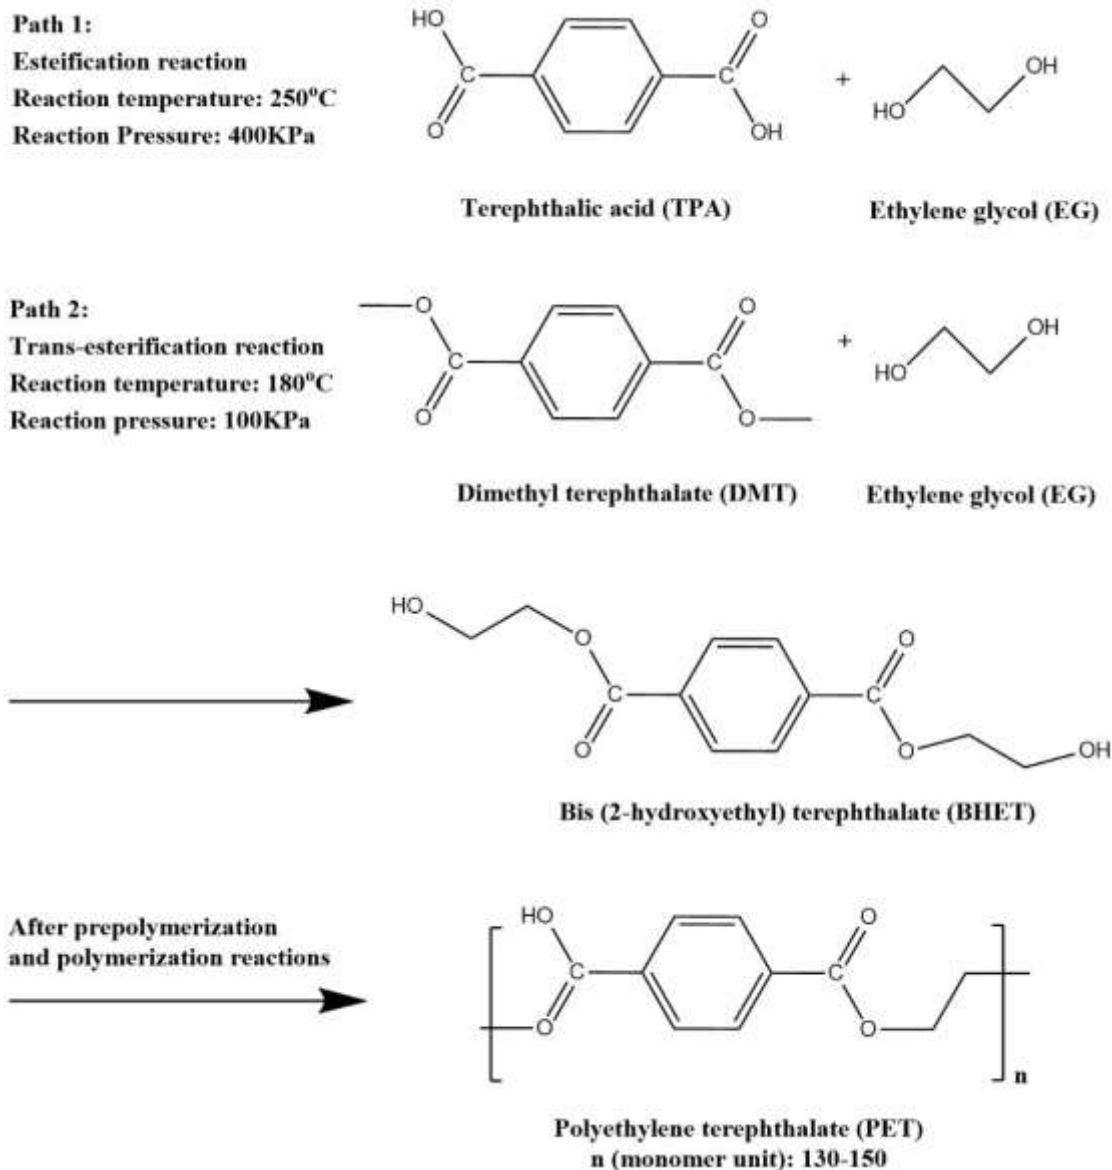 Path 1:
Esteification reaction
Reaction temperature: 250°C
Reaction Pressure: 400KPa
HO
C
O
O
C
OH
+
HO
OH
Terephthalic acid (TPA)
Ethylene glycol (EG)
Path 2:
Trans-esterification reaction
Reaction temperature: 180°C
Reaction pressure: 100KPa
O
C
O
O
C
O
+
HO
OH
Dimethyl terephthalate (DMT)
Ethylene glycol (EG)
HO
O
C
O
O
C
O
OH
Bis (2-hydroxyethyl) terephthalate (BHET)
After prepolymerization
and polymerization reactions
HO
C
O
O
C
O
n
Polyethylene terephthalate (PET)
n (monomer unit): 130-150